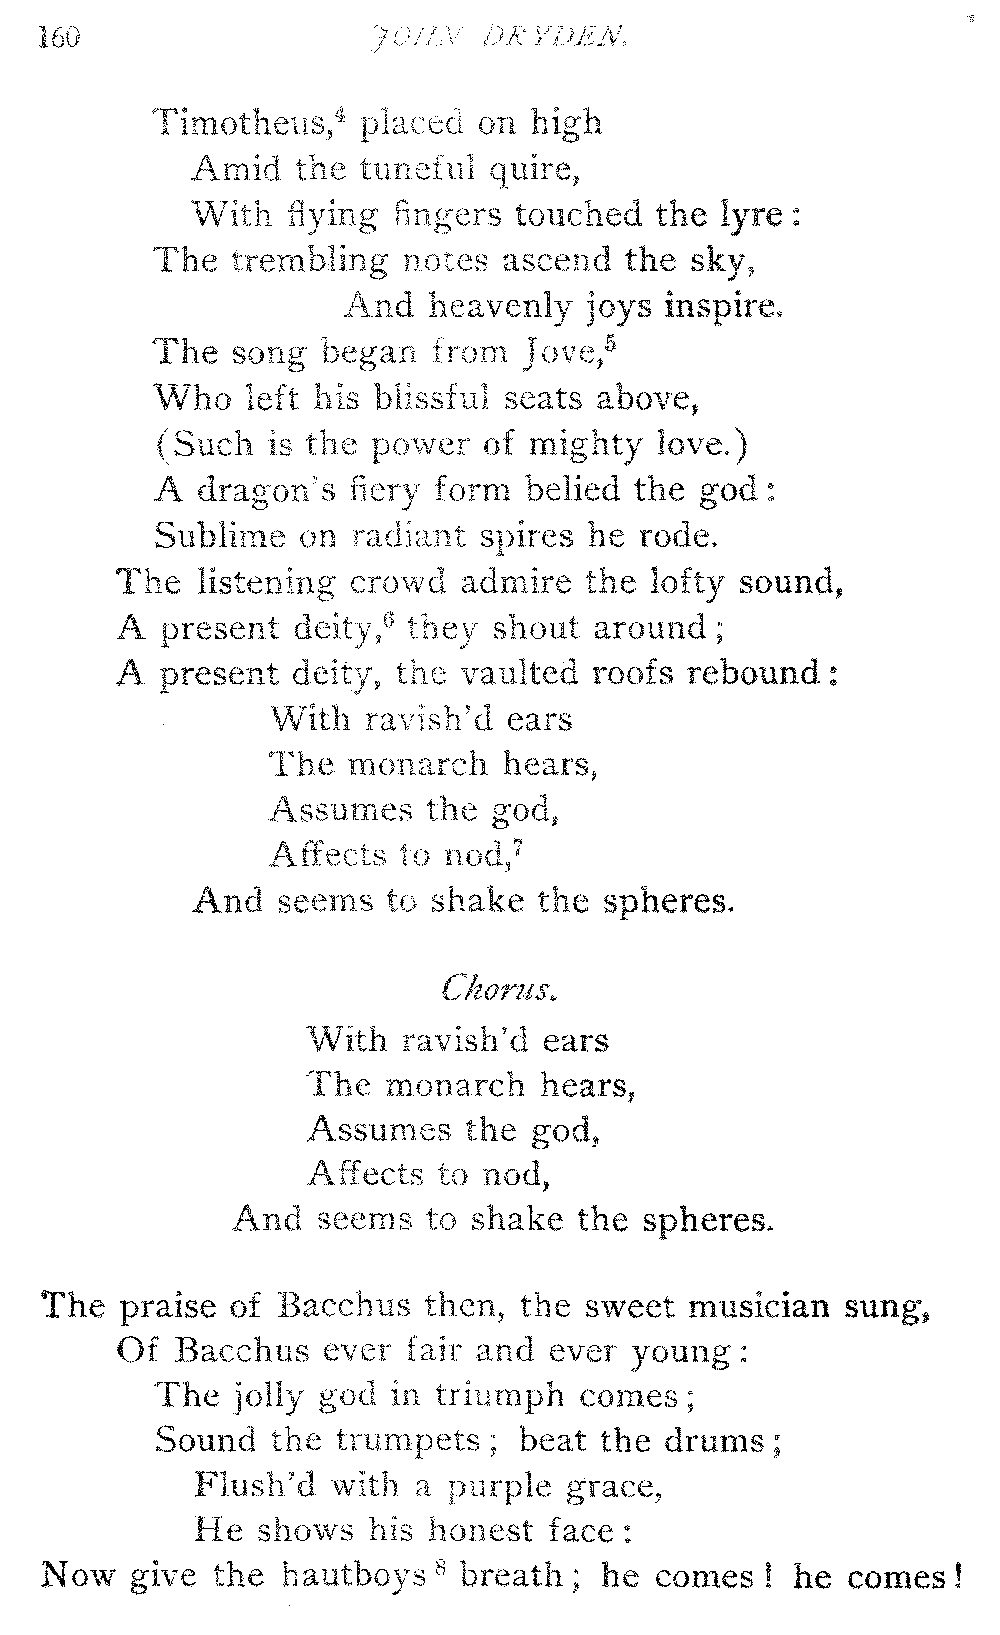 160 JOHN DRYDEN.
Timotheus,⁴ placed on high
Amid the tuneful quire,
With flying fingers touched the lyre:
The trembling notes ascend the sky,
And heavenly joys inspire.
The song began from Jove,⁵
Who left his blissful seats above,
(Such is the power of mighty love.)
A dragon's fiery form belied the god:
Sublime on radiant spires he rode.
The listening crowd admire the lofty sound,
A present deity,⁶ they shout around;
A present deity, the vaulted roofs rebound:
With ravish'd ears
The monarch hears,
Assumes the god,
Affects to nod,⁷
And seems to shake the spheres.
Chorus.
With ravish'd ears
The monarch hears,
Assumes the god,
Affects to nod,
And seems to shake the spheres.
The praise of Bacchus then, the sweet musician sung,
Of Bacchus ever fair and ever young:
The jolly god in triumph comes;
Sound the trumpets; beat the drums;
Flush'd with a purple grace,
He shows his honest face:
Now give the hautboys⁸ breath; he comes! he comes!